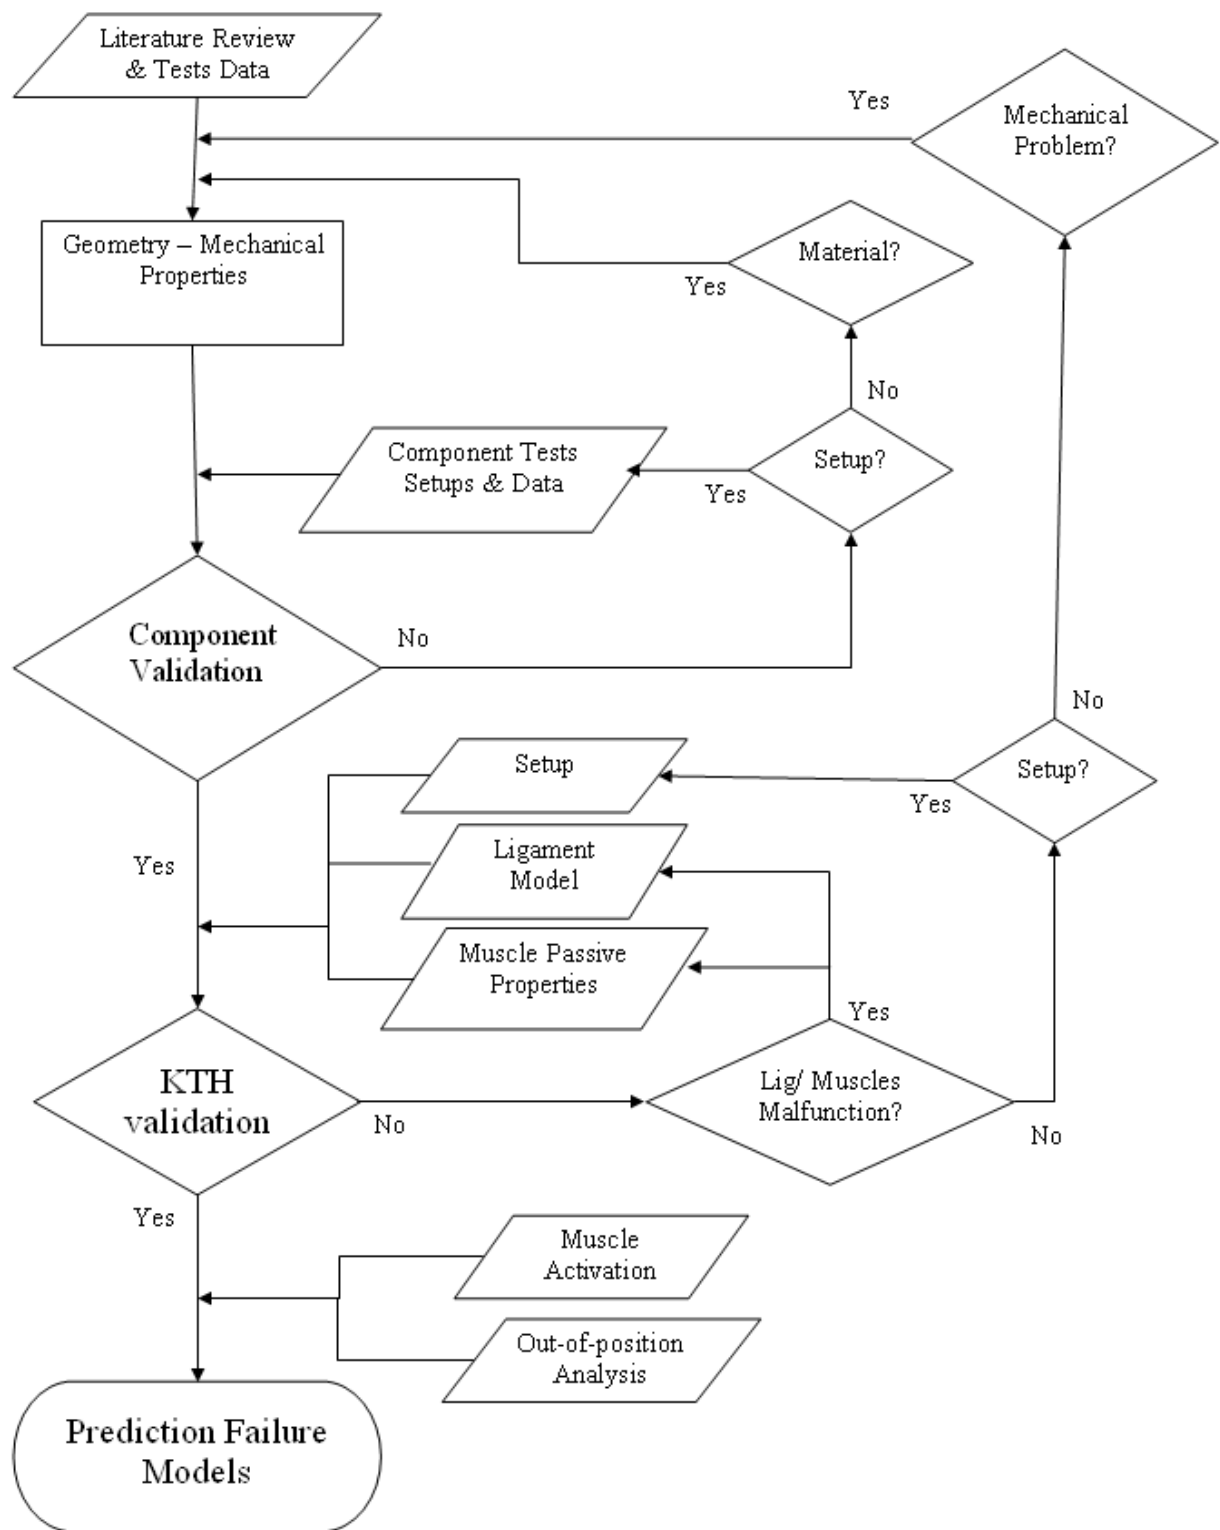 Literature Review
& Tests Data
Yes
Mechanical
Problem?
Geometry – Mechanical
Properties
Material?
Yes
No
Component Tests
Setups & Data
Setup?
Yes
Component
Validation
No
No
Setup
Setup?
Yes
Ligament
Model
Yes
Muscle Passive
Properties
Yes
KTH
validation
No
Lig/ Muscles
Malfunction?
No
Yes
Muscle
Activation
Out-of-position
Analysis
Prediction Failure
Models